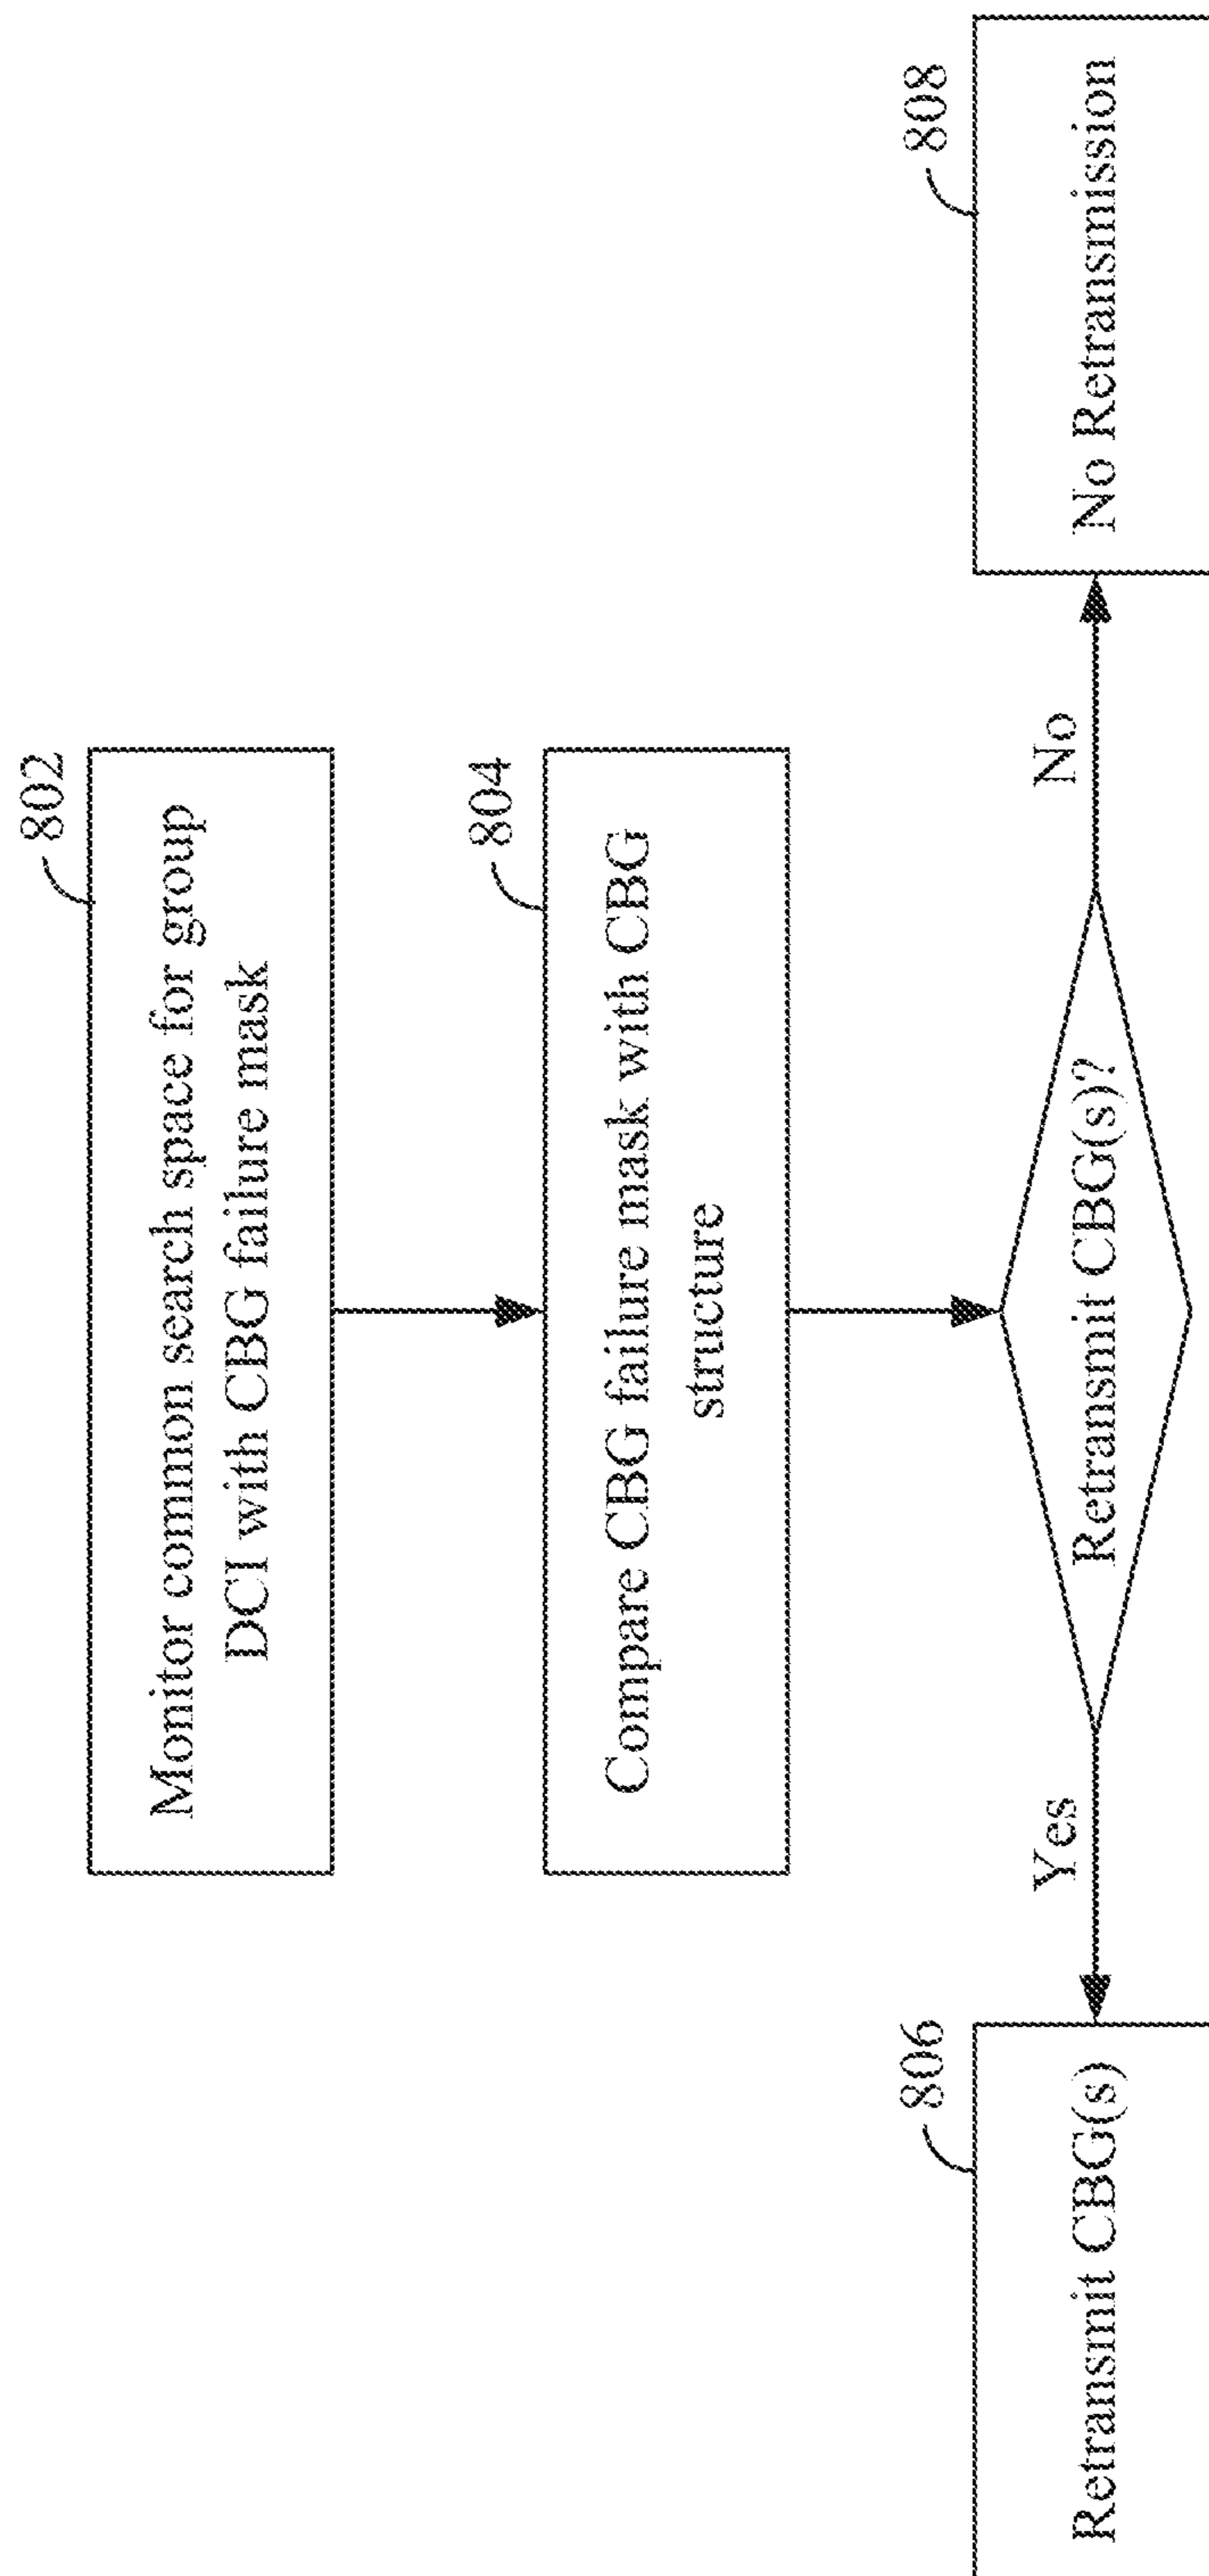 802
Monitor common search space for group
DCI with CBG failure mask
804
Compare CBG failure mask with CBG
structure
Retransmit CBG(s)?
Yes
No
806
Retransmit CBG(s)
808
No Retransmission